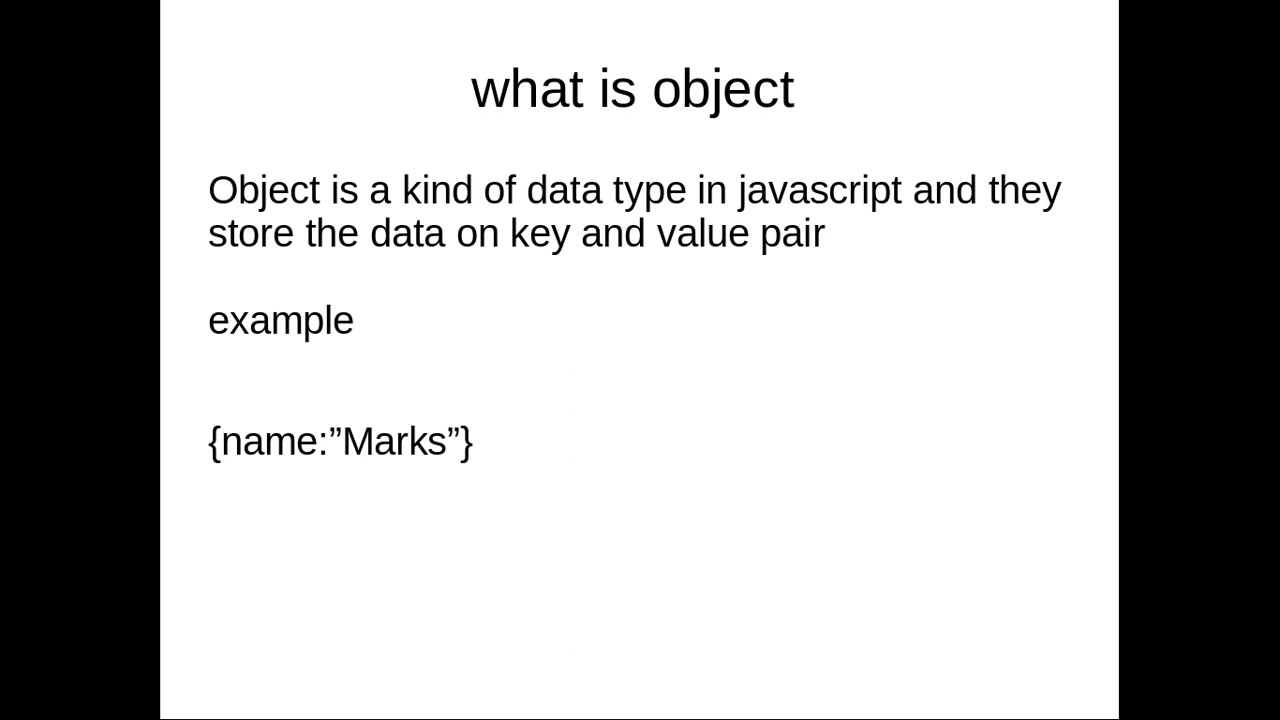 what is object
Object is a kind of data type in javascript and they
store the data on key and value pair
example
{name:”Marks”}